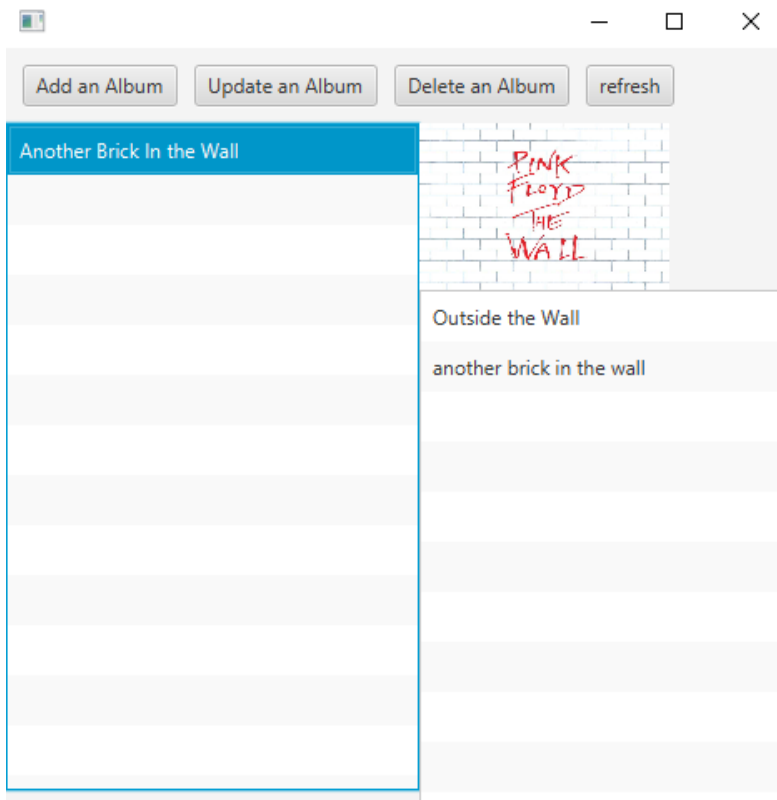 Add an Album Update an Album Delete an Album refresh
Another Brick In the Wall
PINK
FLOYD
THE
WALL
Outside the Wall
another brick in the wall